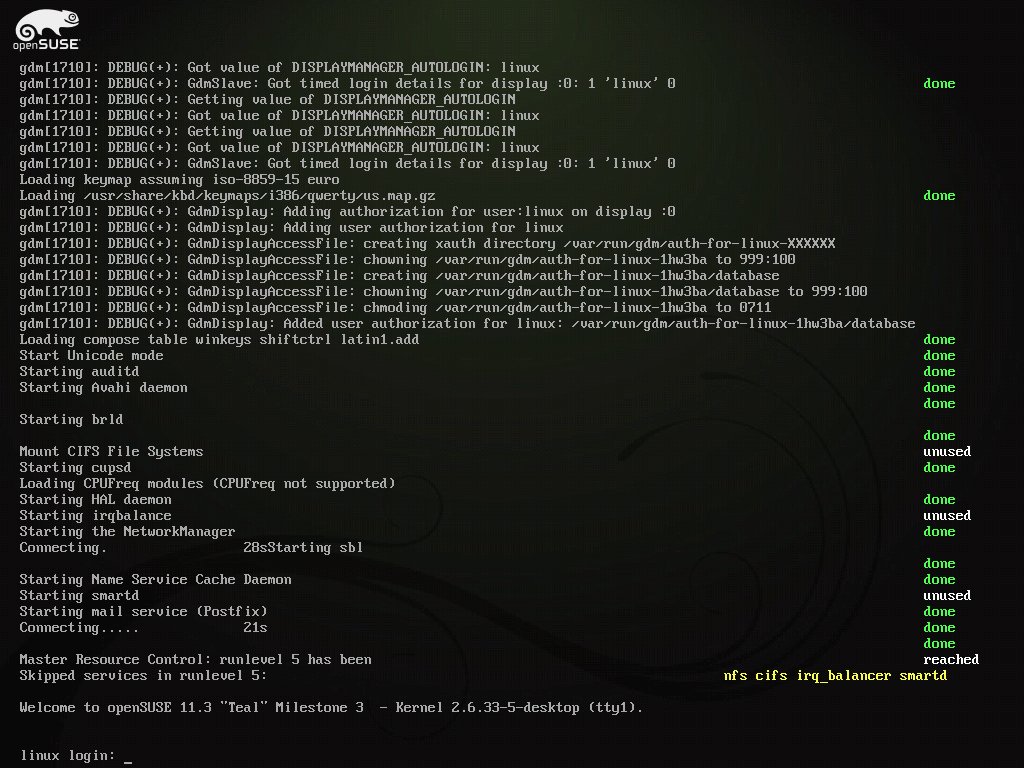 openSUSE
gdm[1710]: DEBUG(+): Got value of DISPLAYMANAGER_AUTOLOGIN: linux
gdm[1710]: DEBUG(+): GdmSlave: Got timed login details for display :0: 1 'linux' 0 done
gdm[1710]: DEBUG(+): Getting value of DISPLAYMANAGER_AUTOLOGIN
gdm[1710]: DEBUG(+): Got value of DISPLAYMANAGER_AUTOLOGIN: linux
gdm[1710]: DEBUG(+): Getting value of DISPLAYMANAGER_AUTOLOGIN
gdm[1710]: DEBUG(+): Got value of DISPLAYMANAGER_AUTOLOGIN: linux
gdm[1710]: DEBUG(+): GdmSlave: Got timed login details for display :0: 1 'linux' 0
Loading keymap assuming iso-8859-15 euro
Loading /usr/share/kbd/keymaps/i386/qwerty/us.map.gz done
gdm[1710]: DEBUG(+): GdmDisplay: Adding authorization for user:linux on display :0
gdm[1710]: DEBUG(+): GdmDisplay: Adding user authorization for linux
gdm[1710]: DEBUG(+): GdmDisplayAccessFile: creating xauth directory /var/run/gdm/auth-for-linux-XXXXXX
gdm[1710]: DEBUG(+): GdmDisplayAccessFile: chowning /var/run/gdm/auth-for-linux-1hw3ba to 999:100
gdm[1710]: DEBUG(+): GdmDisplayAccessFile: creating /var/run/gdm/auth-for-linux-1hw3ba/database
gdm[1710]: DEBUG(+): GdmDisplayAccessFile: chowning /var/run/gdm/auth-for-linux-1hw3ba/database to 999:100
gdm[1710]: DEBUG(+): GdmDisplayAccessFile: chmoding /var/run/gdm/auth-for-linux-1hw3ba to 0711
gdm[1710]: DEBUG(+): GdmDisplay: Added user authorization for linux: /var/run/gdm/auth-for-linux-1hw3ba/database
Loading compose table winkeys shiftctrl latin1.add done
Start Unicode mode done
Starting auditd done
Starting Avahi daemon done
done
Starting brld
done
Mount CIFS File Systems unused
Starting cupsd done
Loading CPUFreq modules (CPUFreq not supported)
Starting HAL daemon done
Starting irqbalance unused
Starting the NetworkManager done
Connecting. 28sStarting sbl
done
Starting Name Service Cache Daemon done
Starting smartd unused
Starting mail service (Postfix) done
Connecting..... 21s done
done
Master Resource Control: runlevel 5 has been reached
Skipped services in runlevel 5: nfs cifs irq_balancer smartd
Welcome to openSUSE 11.3 "Teal" Milestone 3 - Kernel 2.6.33-5-desktop (tty1).
linux login: _